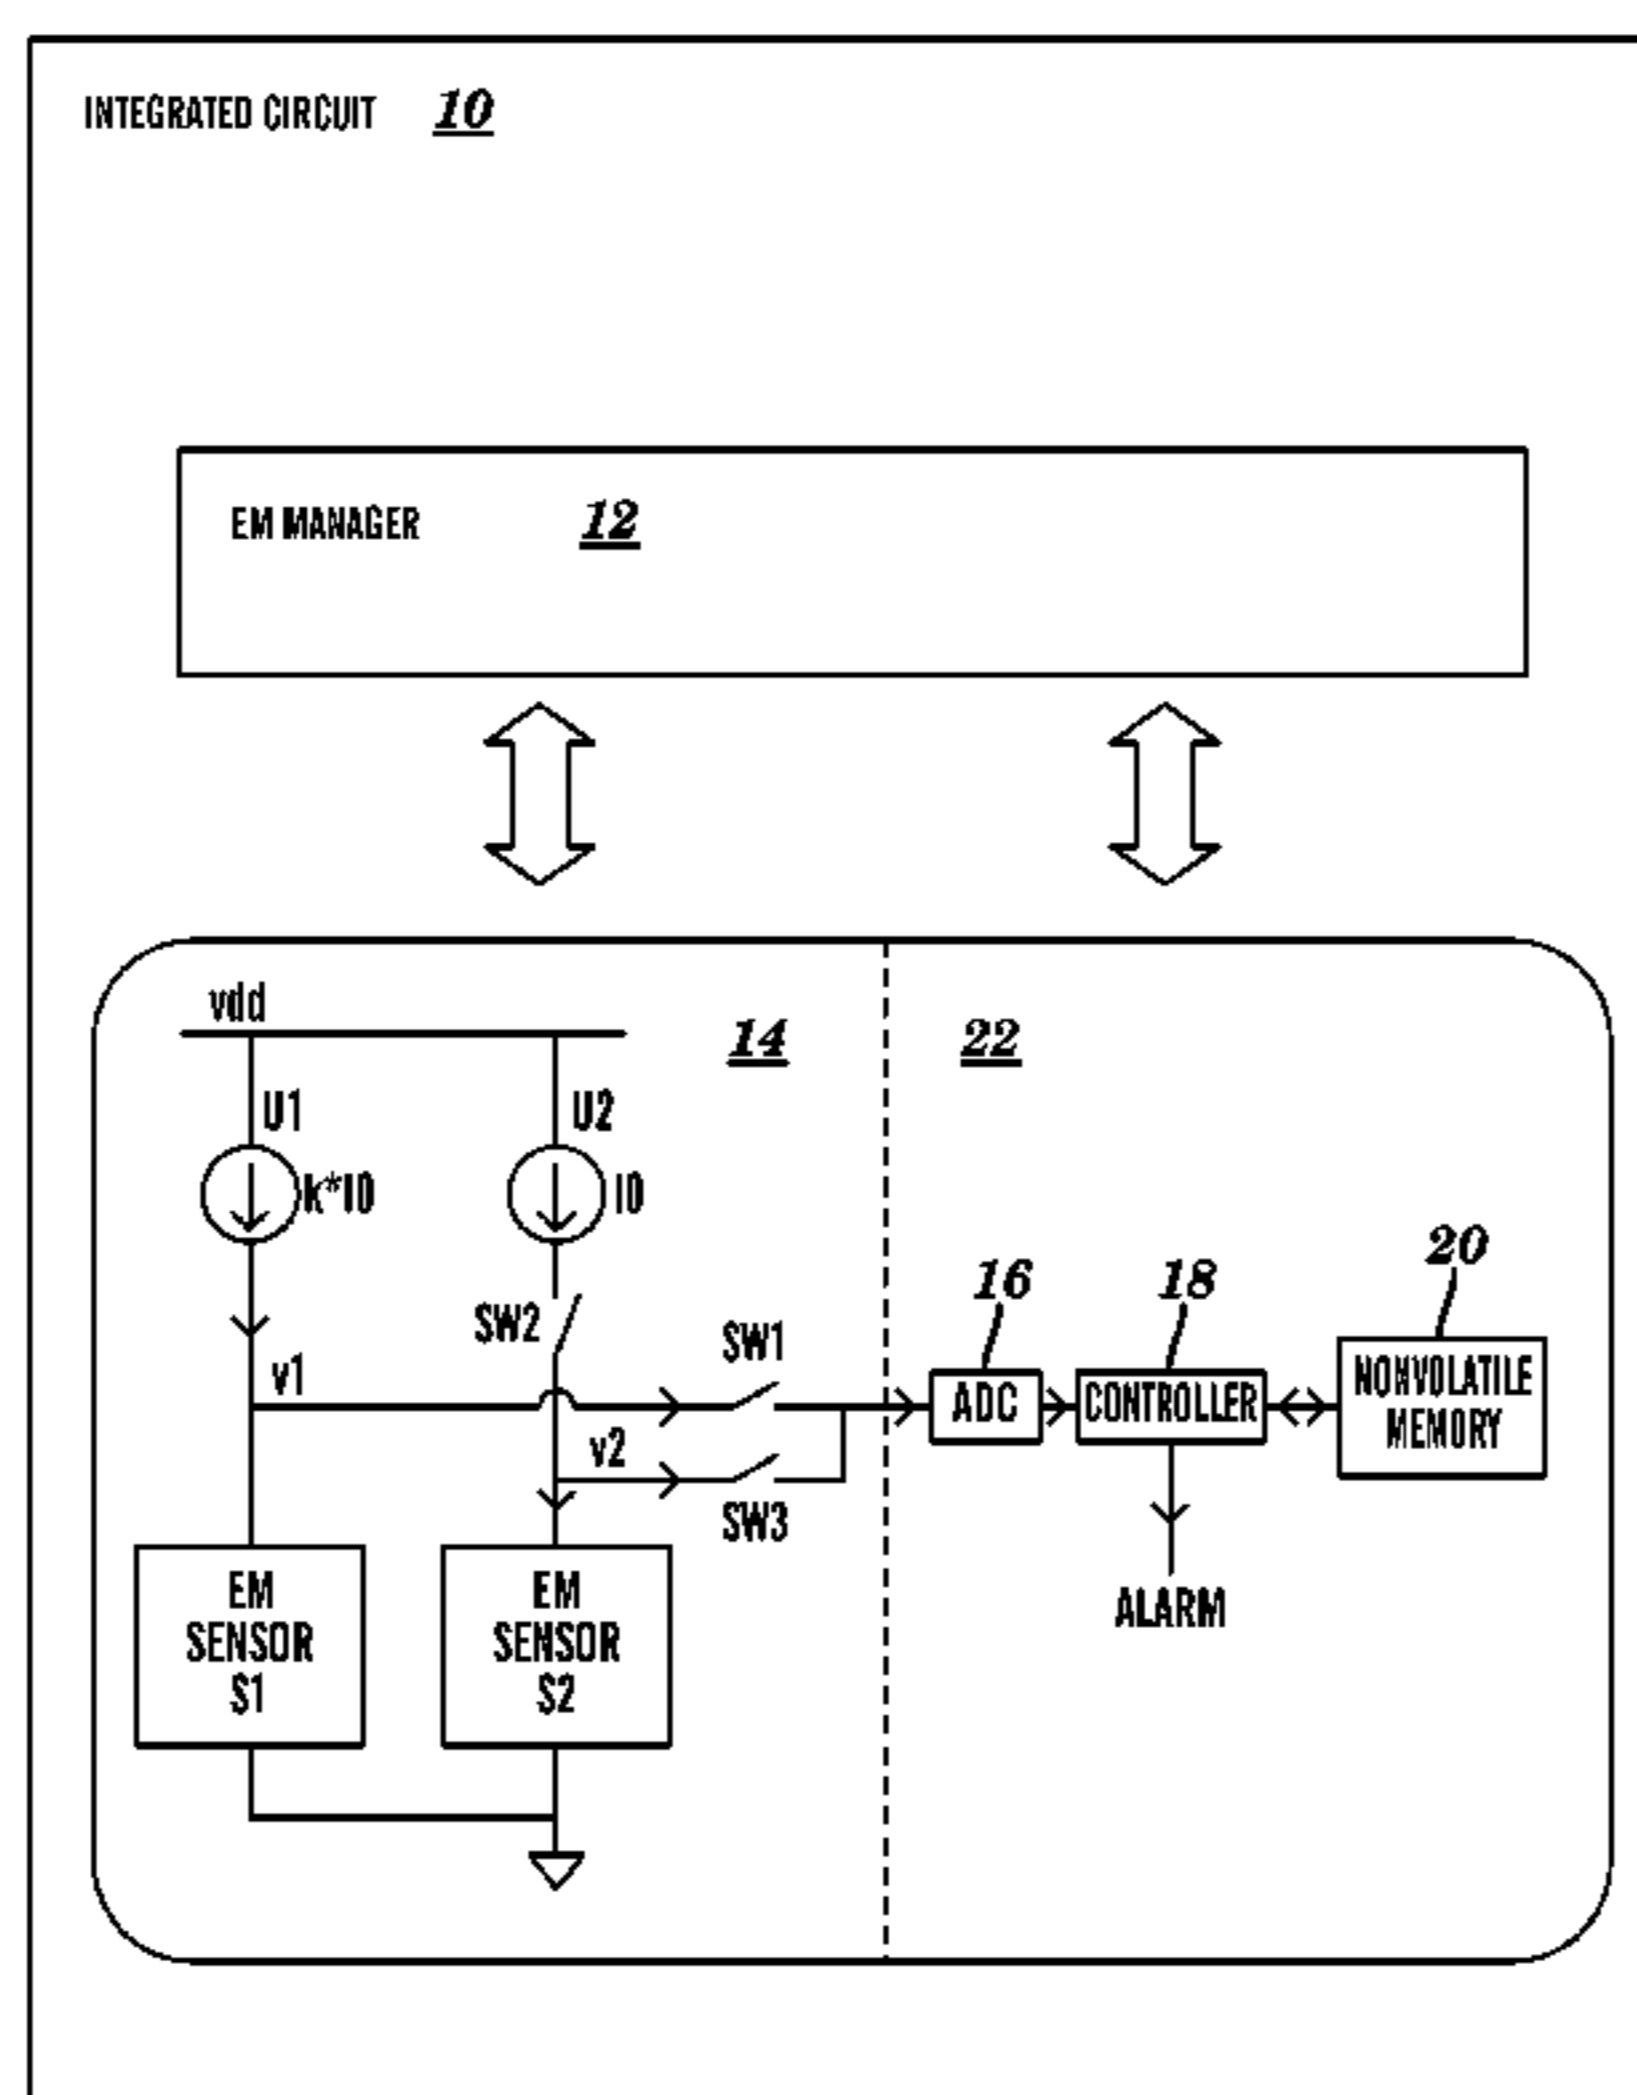 INTEGRATED CIRCUIT 10
EM MANAGER 12
vdd
14
22
U1
U2
K*I0
I0
20
16
18
SW2
SW1
v1
NONVOLATILE
MEMORY
ADC
CONTROLLER
v2
SW3
EM
SENSOR
S1
EM
SENSOR
S2
ALARM